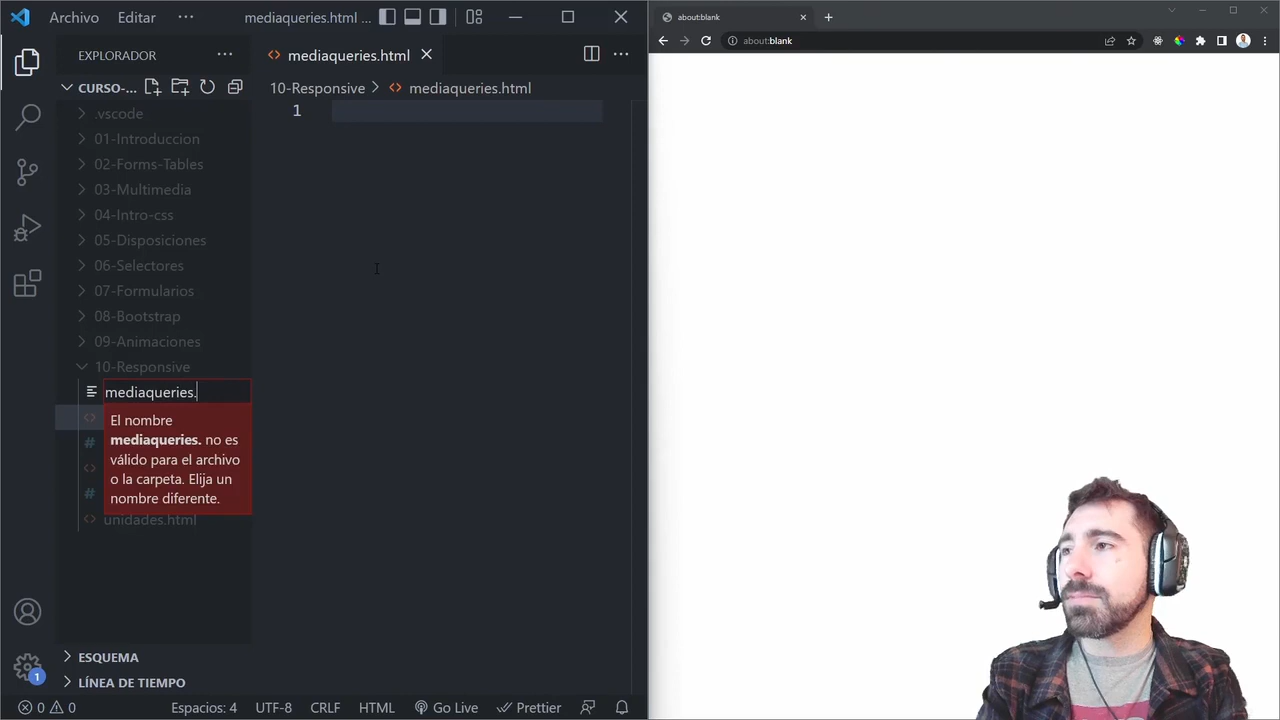 Archivo Editar ··· mediaqueries.html ...
EXPLORADOR ···
CURSO-...
.vscode
01-Introduccion
02-Forms-Tables
03-Multimedia
04-Intro-css
05-Disposiciones
06-Selectores
07-Formularios
08-Bootstrap
09-Animaciones
10-Responsive
mediaqueries.
El nombre
mediaqueries. no es
válido para el archivo
o la carpeta. Elija un
nombre diferente.
unidades.html
ESQUEMA
LÍNEA DE TIEMPO
1
mediaqueries.html
10-Responsive > mediaqueries.html
1
0 0 Espacios: 4 UTF-8 CRLF HTML Go Live Prettier
about:blank
about:blank